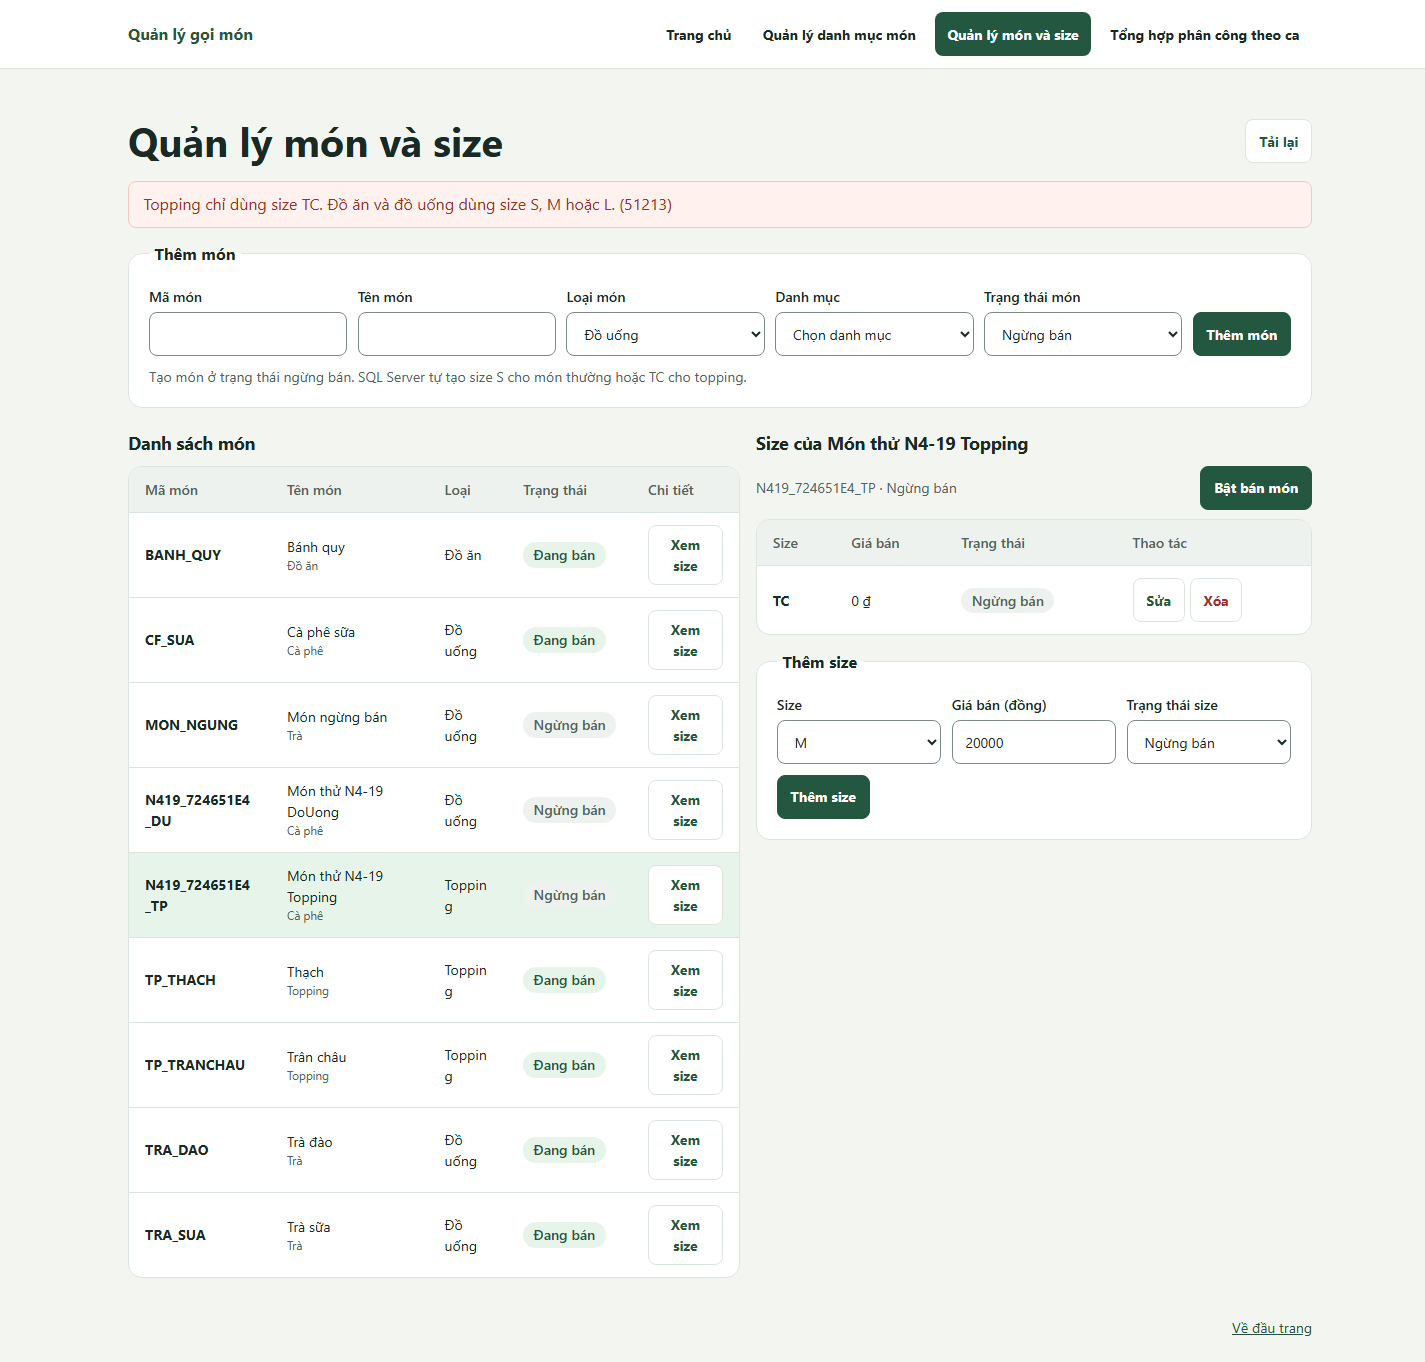 Quản lý gọi món
Trang chủ
Quản lý danh mục món
Quản lý món và size
Tổng hợp phân công theo ca
Quản lý món và size
Tải lại
Topping chỉ dùng size TC. Đồ ăn và đồ uống dùng size S, M hoặc L. (51213)
Thêm món
Mã món
Tên món
Loại món
Danh mục
Trạng thái món
Đồ uống
Chọn danh mục
Ngừng bán
Thêm món
Tạo món ở trạng thái ngừng bán. SQL Server tự tạo size S cho món thường hoặc TC cho topping.
Danh sách món
Mã món
Tên món
Loại
Trạng thái
Chi tiết
BANH_QUY
Bánh quy
Đồ ăn
Đồ ăn
Đang bán
Xem
size
CF_SUA
Cà phê sữa
Cà phê
Đồ
uống
Đang bán
Xem
size
MON_NGUNG
Món ngừng bán
Trà
Đồ
uống
Ngừng bán
Xem
size
N419_724651E4
_DU
Món thử N4-19
DoUong
Cà phê
Đồ
uống
Ngừng bán
Xem
size
N419_724651E4
_TP
Món thử N4-19
Topping
Cà phê
Toppin
g
Ngừng bán
Xem
size
TP_THACH
Thạch
Topping
Toppin
g
Đang bán
Xem
size
TP_TRANCHAU
Trân châu
Topping
Toppin
g
Đang bán
Xem
size
TRA_DAO
Trà đào
Trà
Đồ
uống
Đang bán
Xem
size
TRA_SUA
Trà sữa
Trà
Đồ
uống
Đang bán
Xem
size
Size của Món thử N4-19 Topping
N419_724651E4_TP · Ngừng bán
Bật bán món
Size
Giá bán
Trạng thái
Thao tác
TC
0 ₫
Ngừng bán
Sửa
Xóa
Thêm size
Size
Giá bán (đồng)
Trạng thái size
M
20000
Ngừng bán
Thêm size
Về đầu trang